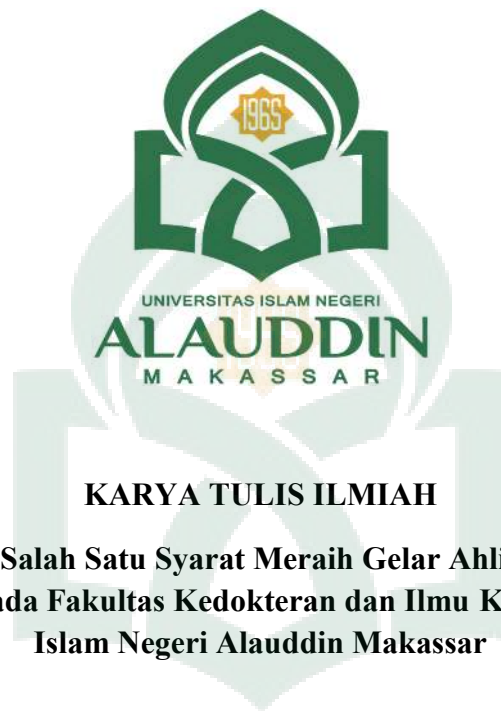 1965
UNIVERSITAS ISLAM NEGERI
ALAUDDIN
MAKASSAR
KARYA TULIS ILMIAH
Salah Satu Syarat Meraih Gelar Ahli
Fakultas Kedokteran dan Ilmu
Islam Negeri Alauddin Makassar